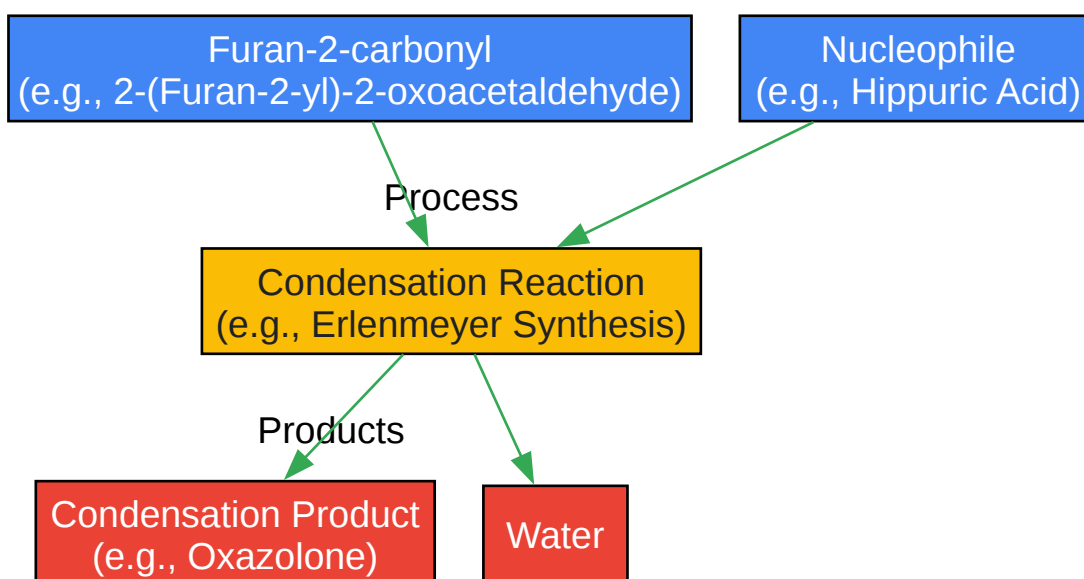 Furan-2-carbonyl
(e.g., 2-(Furan-2-yl)-2-oxoacetaldehyde)
Nucleophile
(e.g., Hippuric Acid)
Process
Condensation Reaction
(e.g., Erlenmeyer Synthesis)
Products
Condensation Product
(e.g., Oxazolone)
Water